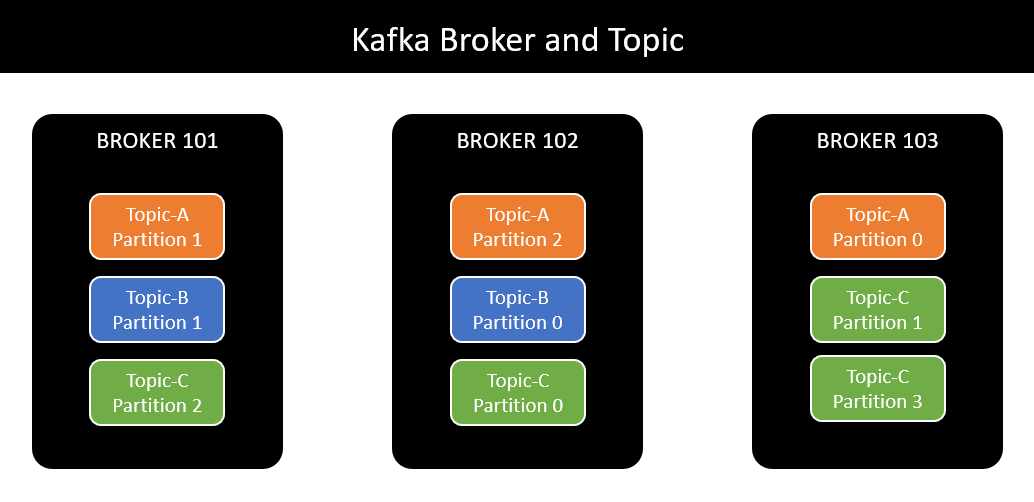 Kafka Broker and Topic
BROKER 101
Topic-A
Partition 1
Topic-B
Partition 1
Topic-C
Partition 2
BROKER 102
Topic-A
Partition 2
Topic-B
Partition 0
Topic-C
Partition 0
BROKER 103
Topic-A
Partition 0
Topic-C
Partition 1
Topic-C
Partition 3